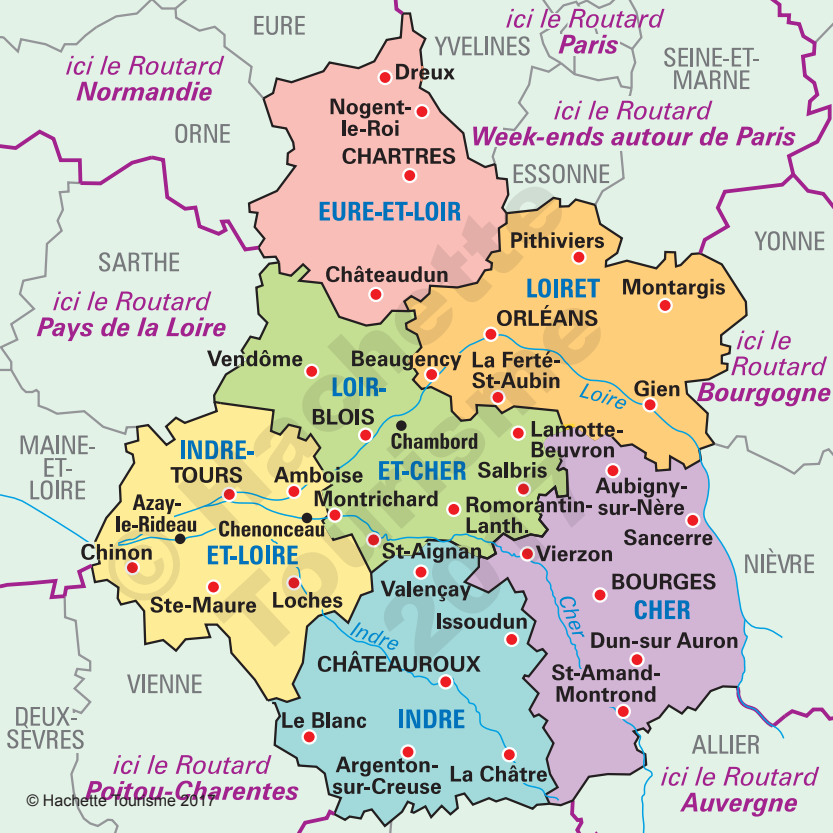 EURE
YVELINES
ici le Routard
Paris
SEINE-ET-
MARNE
ici le Routard
Normandie
Dreux
ici le Routard
Week-ends autour de Paris
Nogent-
le-Roi
ORNE
CHARTRES
ESSONNE
EURE-ET-LOIR
YONNE
Pithiviers
SARTHE
Châteaudun
LOIRET
Montargis
ici le Routard
Pays de la Loire
ORLÉANS
ici le
Routard
Bourgogne
Vendôme
Beaugency
La Ferté-
St-Aubin
LOIR-
Loire
Gien
BLOIS
Chambord
Lamotte-
Beuvron
MAINE-
ET-
LOIRE
INDRE-
TOURS
Amboise
ET-CHER
Salbris
Aubigny-
sur-Nère
Azay-
le-Rideau
Montrichard
Romorantin-
Lanth.
Chenonceau
Sancerre
Chinon
ET-LOIRE
St-Aignan
Vierzon
NIÈVRE
Ste-Maure
Loches
Valençay
BOURGES
CHER
Cher
Issoudun
Indre
Dun-sur Auron
CHÂTEAUROUX
St-Amand-
Montrond
VIENNE
DEUX-
SÈVRES
Le Blanc
INDRE
ALLIER
ici le Routard
Poitou-Charentes
Argenton-
sur-Creuse
La Châtre
ici le Routard
Auvergne
© Hachette Tourisme 2017
© Hachette
Tourisme
2017